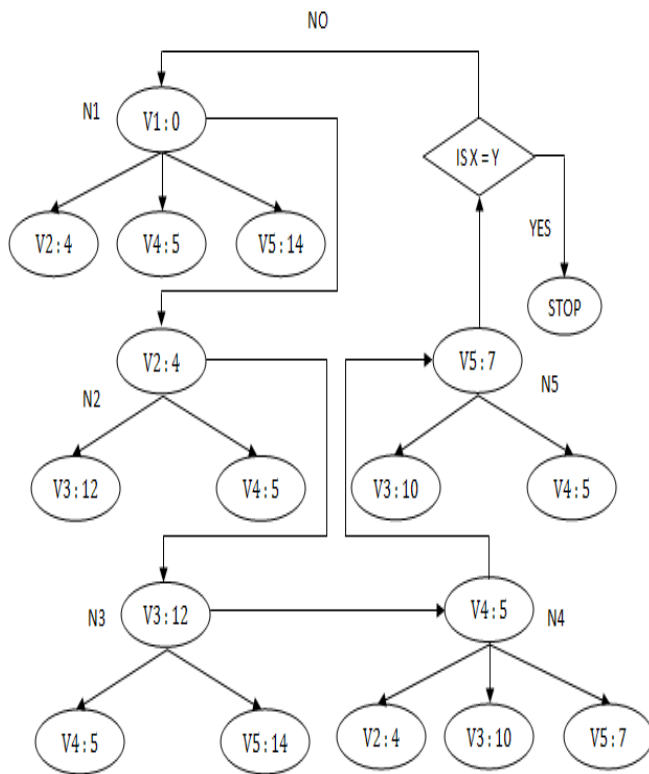 NO
N1
V1:0
IS X = Y
V2:4
V4:5
V5:14
YES
STOP
V2:4
V5:7
N2
N5
V3:12
V4:5
V3:10
V4:5
N3
V3:12
V4:5
N4
V4:5
V5:14
V2:4
V3:10
V5:7